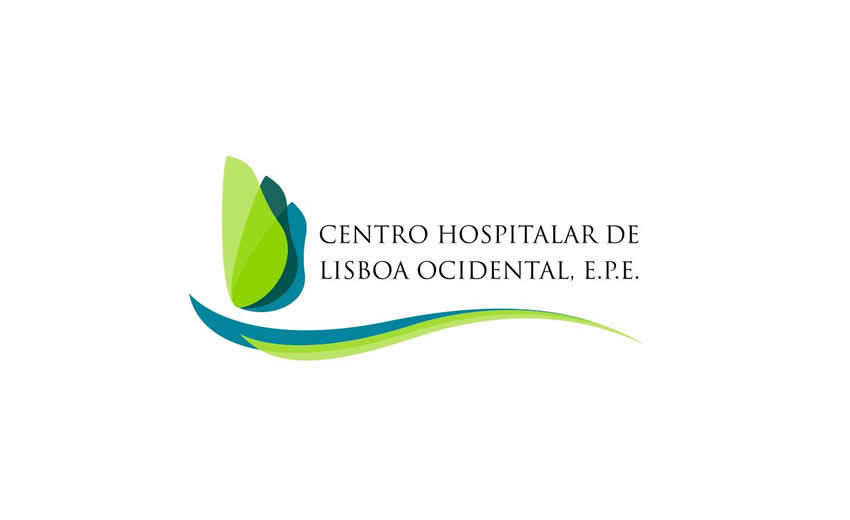 CENTRO HOSPITALAR DE
LISBOA OCIDENTAL, E.P.E.